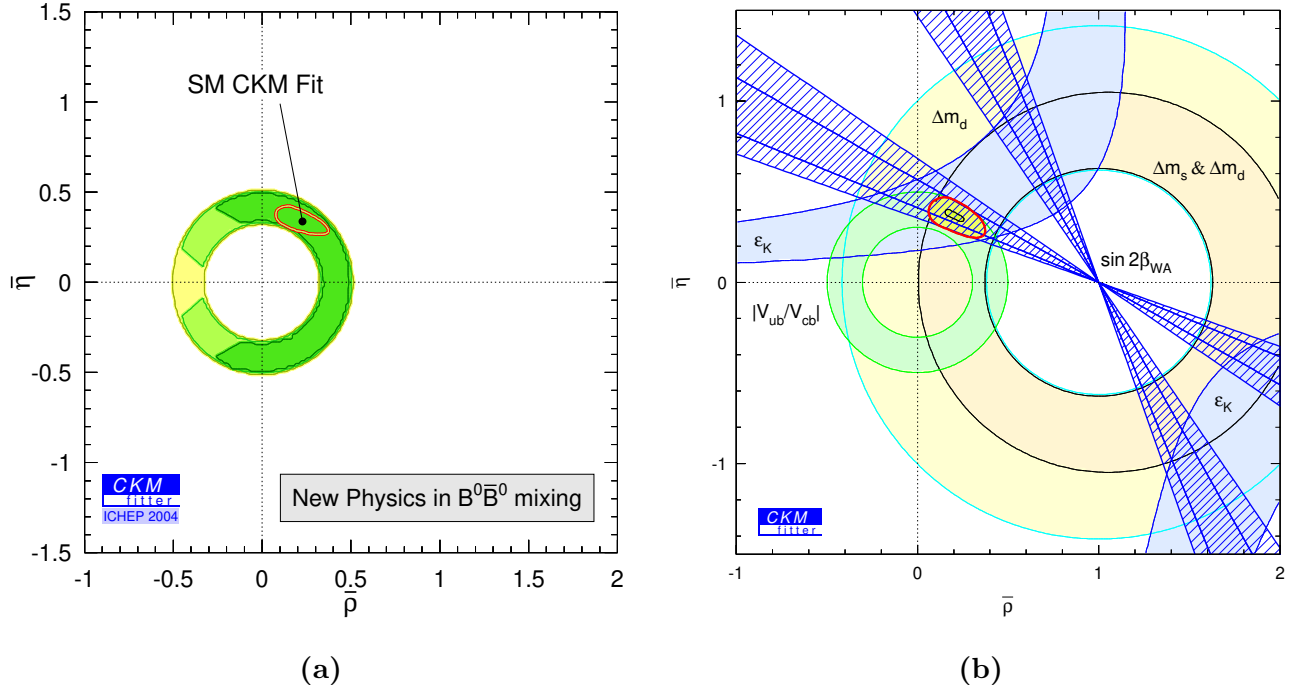 1.5
1
0.5
0
-0.5
-1
-1.5
-1
-0.5
0
0.5
1
1.5
2
η̅
ρ̅
SM CKM Fit
CKM
fitter
ICHEP 2004
New Physics in B⁰B̅⁰ mixing
(a)
1
0
-1
-1
0
1
2
η̅
ρ̅
Δm_d
Δm_s & Δm_d
ε_K
sin 2β_WA
|V_ub/V_cb|
ε_K
CKM
fitter
(b)